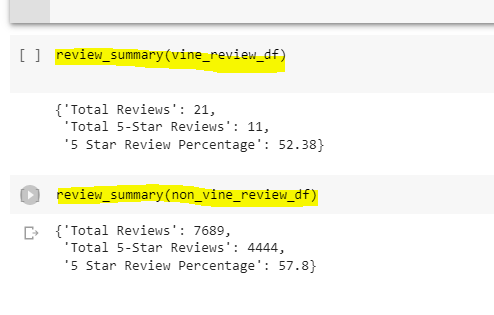 [ ] review_summary(vine_review_df)
{'Total Reviews': 21,
'Total 5-Star Reviews': 11,
'5 Star Review Percentage': 52.38}
review_summary(non_vine_review_df)
{'Total Reviews': 7689,
'Total 5-Star Reviews': 4444,
'5 Star Review Percentage': 57.8}